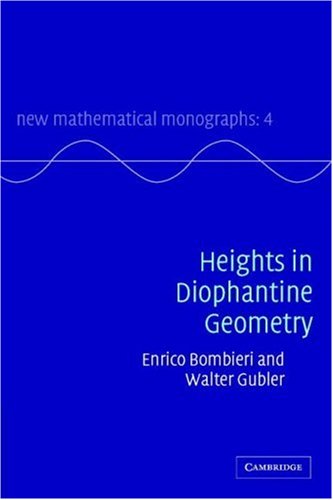 new mathematical monographs: 4
Heights in
Diophantine
Geometry
Enrico Bombieri and
Walter Gubler
CAMBRIDGE